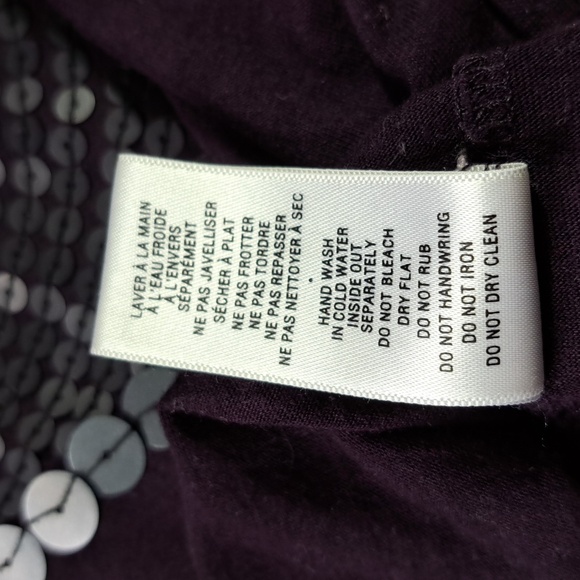 LAVER À LA MAIN
À L'EAU FROIDE
À L'ENVERS
SÉPARÉMENT
NE PAS JAVELLISER
SÉCHER À PLAT
NE PAS FROTTER
NE PAS TORDRE
NE PAS REPASSER
NE PAS NETTOYER À SEC
HAND WASH
IN COLD WATER
INSIDE OUT
SEPARATELY
DO NOT BLEACH
DRY FLAT
DO NOT RUB
DO NOT HANDWRING
DO NOT IRON
DO NOT DRY CLEAN